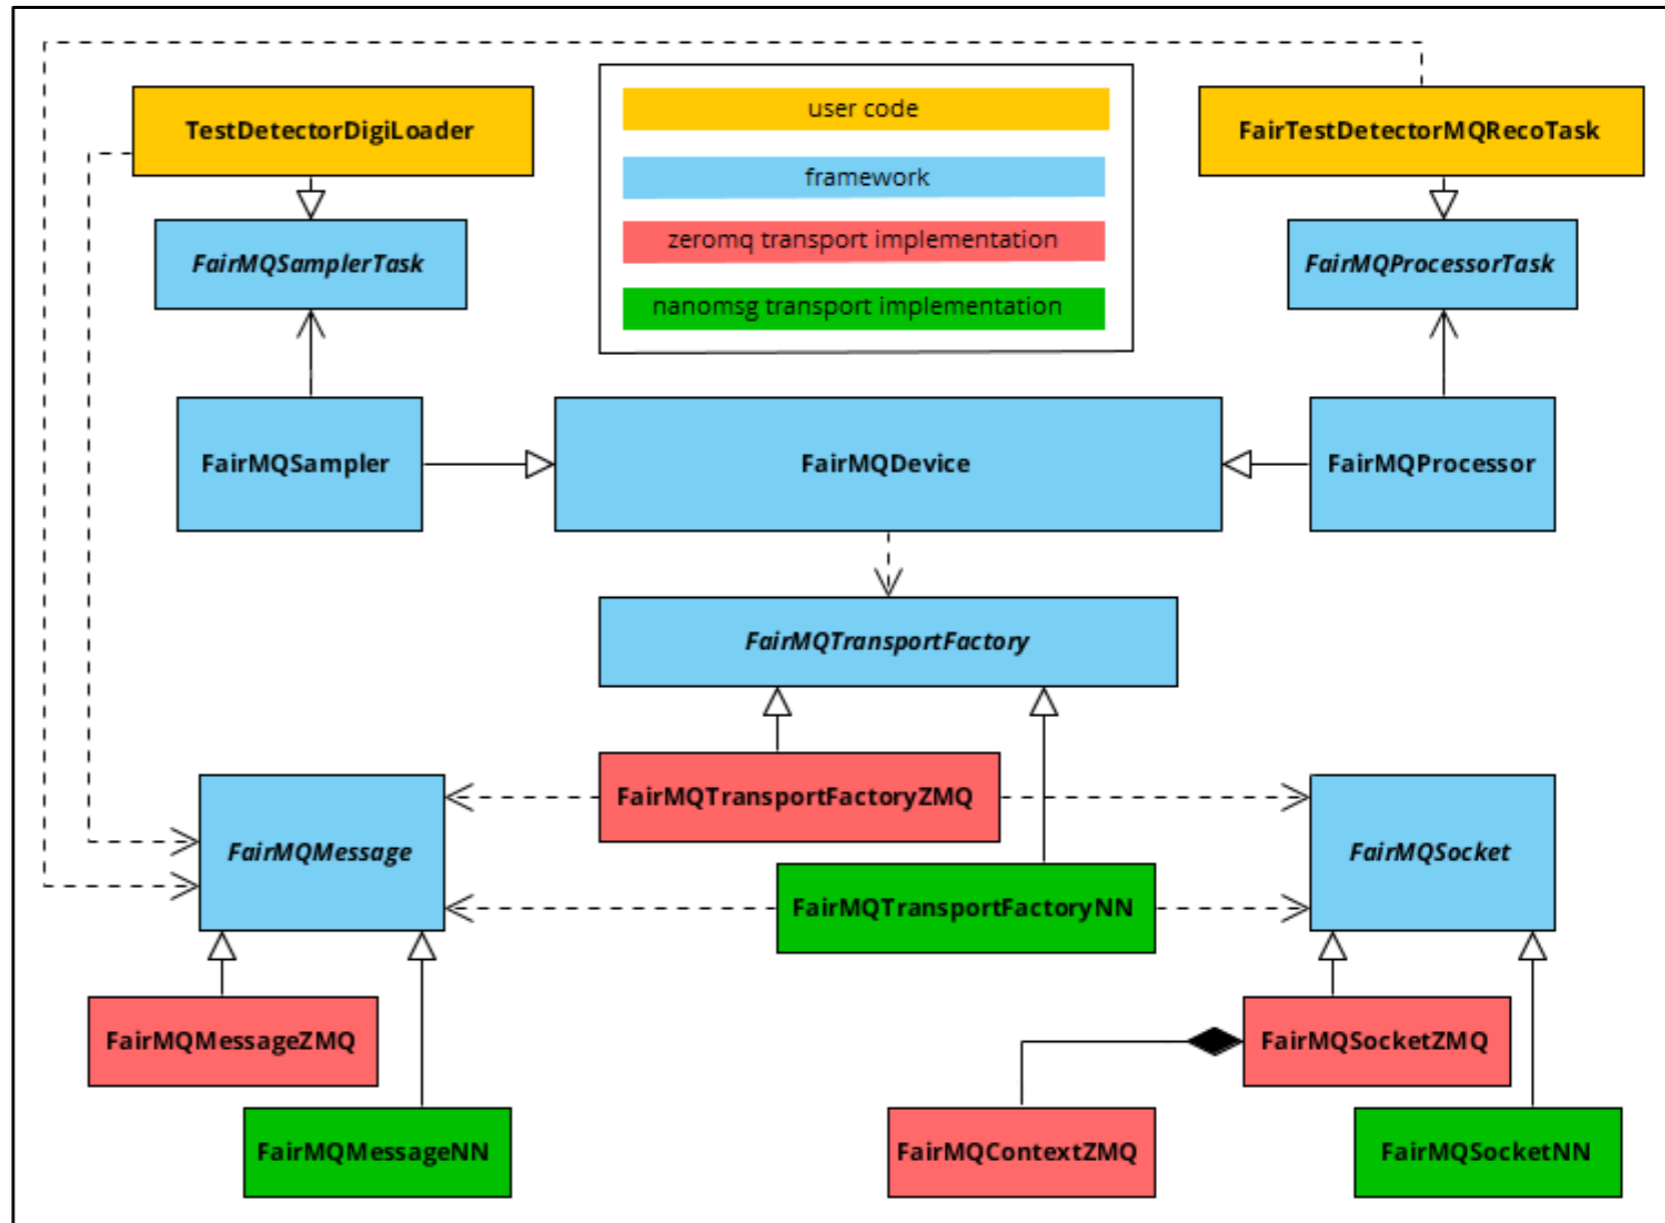 user code
TestDetectorDigiLoader
FairTestDetectorMQRecoTask
framework
zeromq transport implementation
FairMQSamplerTask
FairMQProcessorTask
nanomsg transport implementation
FairMQSampler
FairMQDevice
FairMQProcessor
FairMQTransportFactory
FairMQTransportFactoryZMQ
FairMQMessage
FairMQSocket
FairMQTransportFactoryNN
FairMQMessageZMQ
FairMQSocketZMQ
FairMQMessageNN
FairMQContextZMQ
FairMQSocketNN